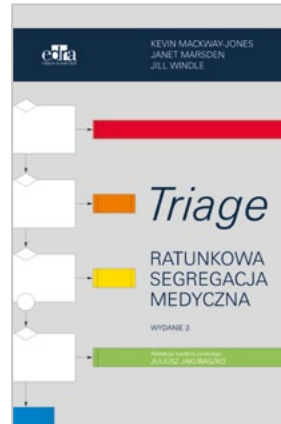 edra
KEVIN MACKWAY-JONES
JANET MARSDEN
JILL WINDLE
Triage
RATUNKOWA
SEGREGACJA
MEDYCZNA
WYDANIE 3
Redakcja wydania polskiego
JULIUSZ JAKUBASZKO